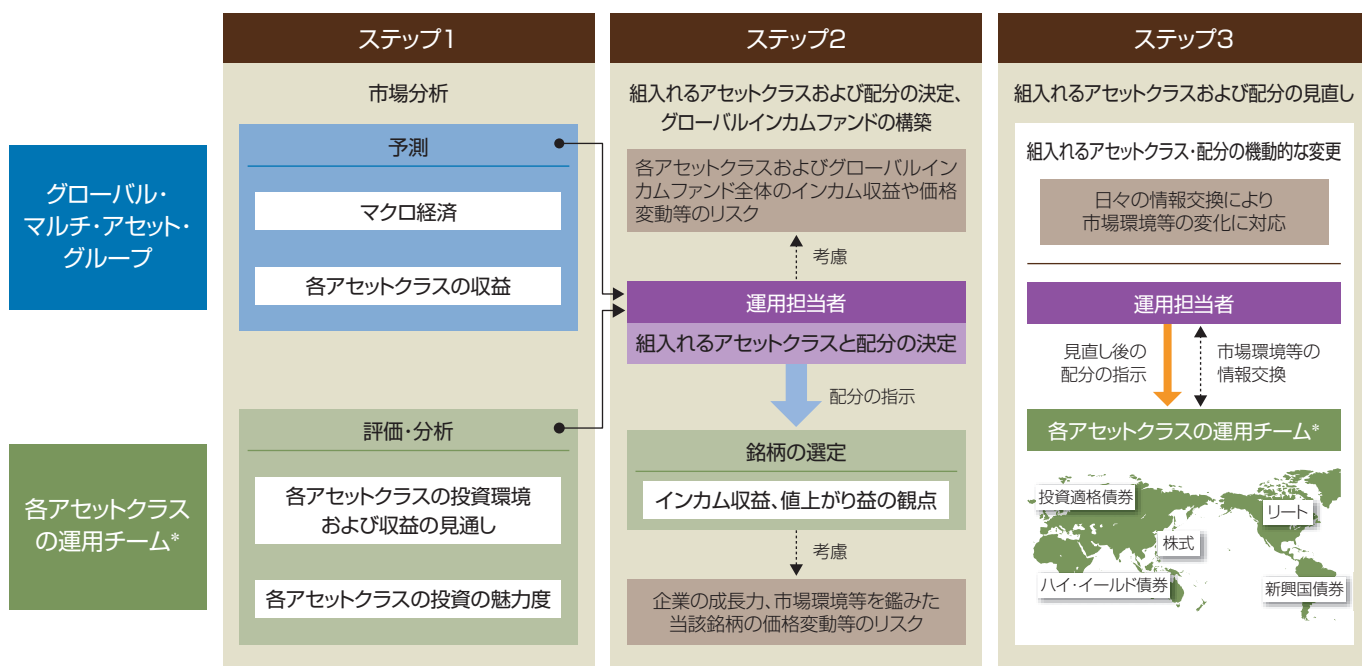 グローバル・
マルチ・アセット・
グループ
各アセットクラス
の運用チーム*
ステップ1
市場分析
予測
マクロ経済
各アセットクラスの収益
評価・分析
各アセットクラスの投資環境
および収益の見通し
各アセットクラスの投資の魅力度
ステップ2
組入れるアセットクラスおよび配分の決定、
グローバルインカムファンドの構築
各アセットクラスおよびグローバルイン
カムファンド全体のインカム収益や価格
変動等のリスク
考慮
運用担当者
組入れるアセットクラスと配分の決定
配分の指示
銘柄の選定
インカム収益、値上がり益の観点
考慮
企業の成長力、市場環境等を鑑みた
当該銘柄の価格変動等のリスク
ステップ3
組入れるアセットクラスおよび配分の見直し
組入れるアセットクラス・配分の機動的な変更
日々の情報交換により
市場環境等の変化に対応
運用担当者
見直し後の
配分の指示
市場環境等の
情報交換
各アセットクラスの運用チーム*
投資適格債券
リート
株式
ハイ・イールド債券
新興国債券